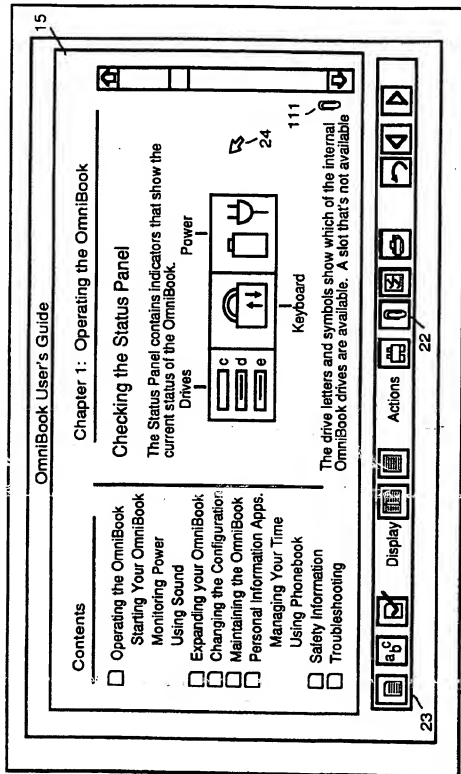 OmniBook User's Guide
15
Contents
Operating the OmniBook
Starting Your OmniBook
Monitoring Power
Using Sound
Expanding your OmniBook
Changing the Configuration
Maintaining the OmniBook
Personal Information Apps.
Managing Your Time
Using Phonebook
Safety Information
Troubleshooting
Chapter 1: Operating the OmniBook
Checking the Status Panel
The Status Panel contains indicators that show the
current status of the OmniBook.
Drives
Power
c
d
e
Keyboard
24
111
The drive letters and symbols show which of the internal
OmniBook drives are available. A slot that's not available
a b c
Display
Actions
23
22